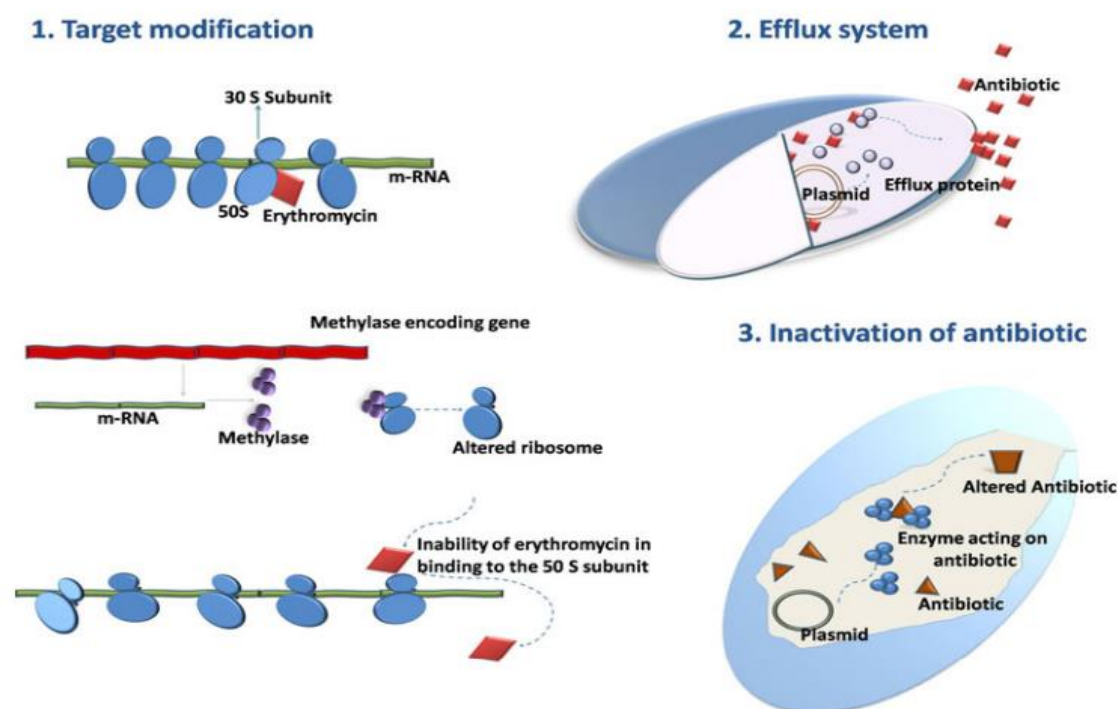 1. Target modification
30 S Subunit
m-RNA
50S
Erythromycin
Methylase encoding gene
m-RNA
Methylase
Altered ribosome
Inability of erythromycin in
binding to the 50 S subunit
2. Efflux system
Antibiotic
Plasmid
Efflux protein
3. Inactivation of antibiotic
Altered Antibiotic
Enzyme acting on
antibiotic
Antibiotic
Plasmid